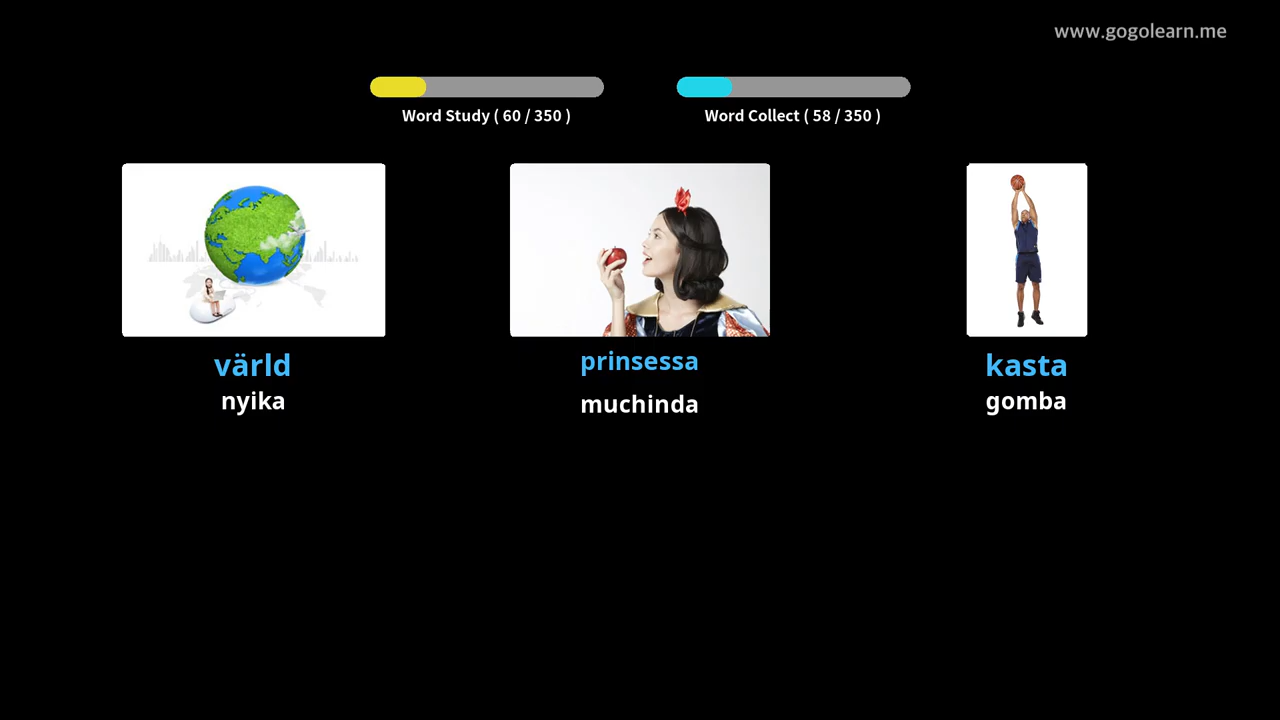 www.gogolearn.me
Word Study ( 60 / 350 )
Word Collect ( 58 / 350 )
värld
prinsessa
kasta
nyika
muchinda
gomba